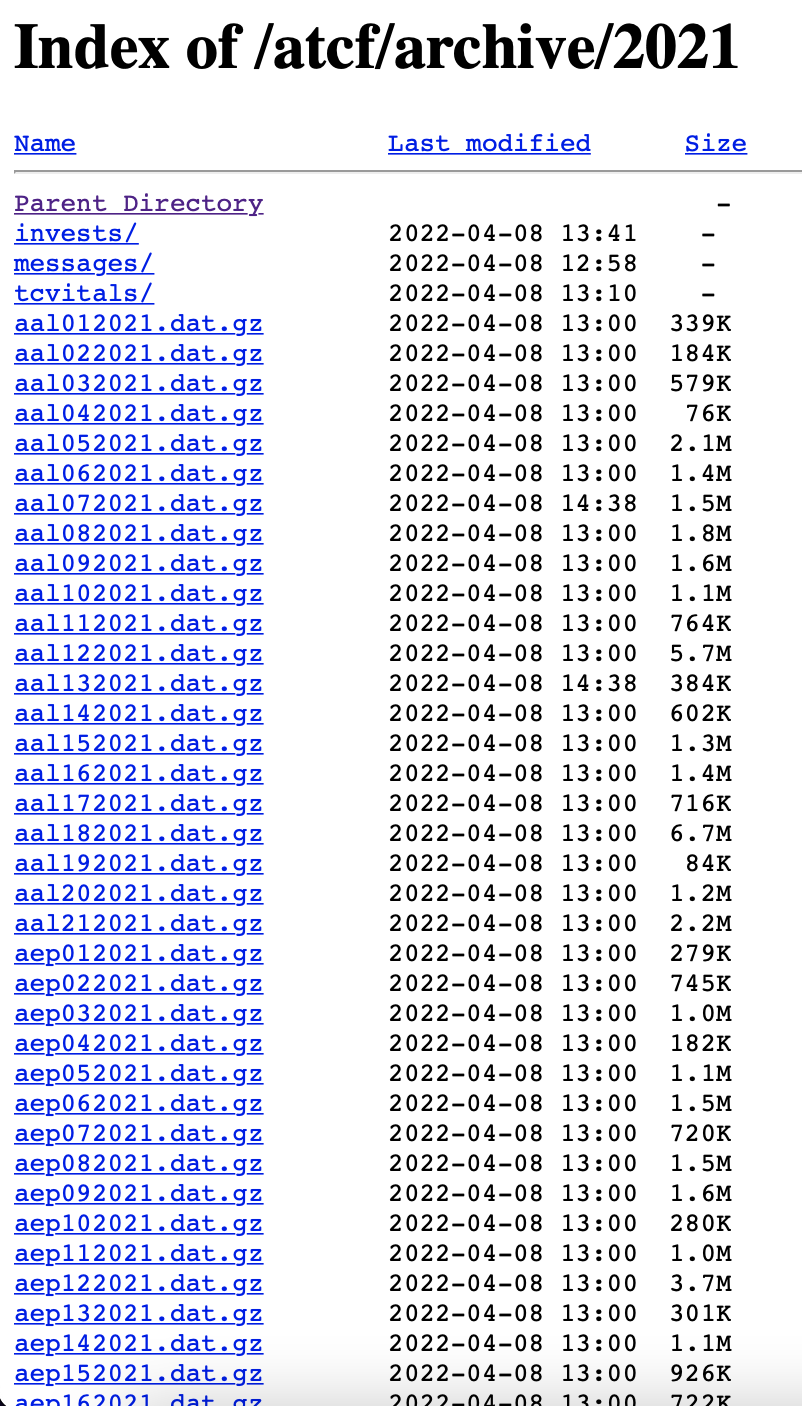 Index of /atcf/archive/2021
Name Last modified Size
Parent Directory -
invests/ 2022-04-08 13:41 -
messages/ 2022-04-08 12:58 -
tcvitals/ 2022-04-08 13:10 -
aal012021.dat.gz 2022-04-08 13:00 339K
aal022021.dat.gz 2022-04-08 13:00 184K
aal032021.dat.gz 2022-04-08 13:00 579K
aal042021.dat.gz 2022-04-08 13:00 76K
aal052021.dat.gz 2022-04-08 13:00 2.1M
aal062021.dat.gz 2022-04-08 13:00 1.4M
aal072021.dat.gz 2022-04-08 14:38 1.5M
aal082021.dat.gz 2022-04-08 13:00 1.8M
aal092021.dat.gz 2022-04-08 13:00 1.6M
aal102021.dat.gz 2022-04-08 13:00 1.1M
aal112021.dat.gz 2022-04-08 13:00 764K
aal122021.dat.gz 2022-04-08 13:00 5.7M
aal132021.dat.gz 2022-04-08 14:38 384K
aal142021.dat.gz 2022-04-08 13:00 602K
aal152021.dat.gz 2022-04-08 13:00 1.3M
aal162021.dat.gz 2022-04-08 13:00 1.4M
aal172021.dat.gz 2022-04-08 13:00 716K
aal182021.dat.gz 2022-04-08 13:00 6.7M
aal192021.dat.gz 2022-04-08 13:00 84K
aal202021.dat.gz 2022-04-08 13:00 1.2M
aal212021.dat.gz 2022-04-08 13:00 2.2M
aep012021.dat.gz 2022-04-08 13:00 279K
aep022021.dat.gz 2022-04-08 13:00 745K
aep032021.dat.gz 2022-04-08 13:00 1.0M
aep042021.dat.gz 2022-04-08 13:00 182K
aep052021.dat.gz 2022-04-08 13:00 1.1M
aep062021.dat.gz 2022-04-08 13:00 1.5M
aep072021.dat.gz 2022-04-08 13:00 720K
aep082021.dat.gz 2022-04-08 13:00 1.5M
aep092021.dat.gz 2022-04-08 13:00 1.6M
aep102021.dat.gz 2022-04-08 13:00 280K
aep112021.dat.gz 2022-04-08 13:00 1.0M
aep122021.dat.gz 2022-04-08 13:00 3.7M
aep132021.dat.gz 2022-04-08 13:00 301K
aep142021.dat.gz 2022-04-08 13:00 1.1M
aep152021.dat.gz 2022-04-08 13:00 926K
aep162021.dat.gz 2022-04-08 13:00 722K